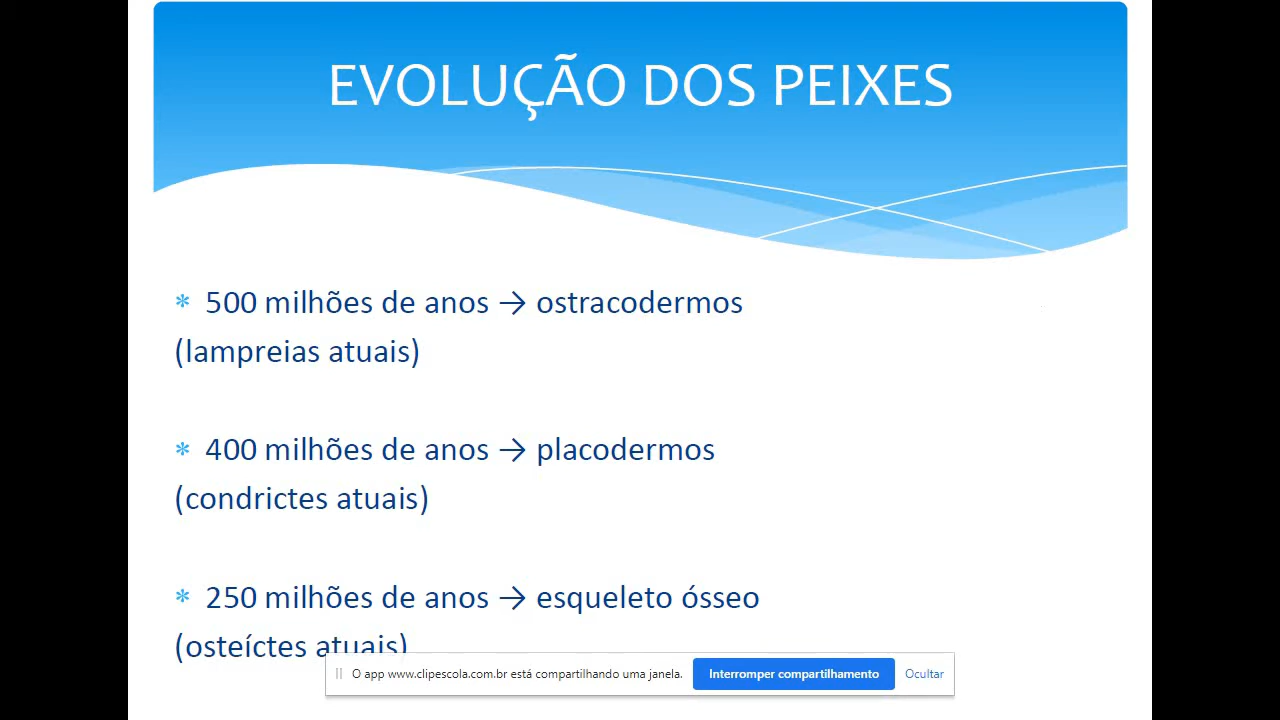 EVOLUÇÃO DOS PEIXES
* 500 milhões de anos → ostracodermos
(lampreias atuais)
* 400 milhões de anos → placodermos
(condrictes atuais)
* 250 milhões de anos → esqueleto ósseo
(osteíctes atuais)
O app www.clipescola.com.br está compartilhando uma janela. Interromper compartilhamento Ocultar